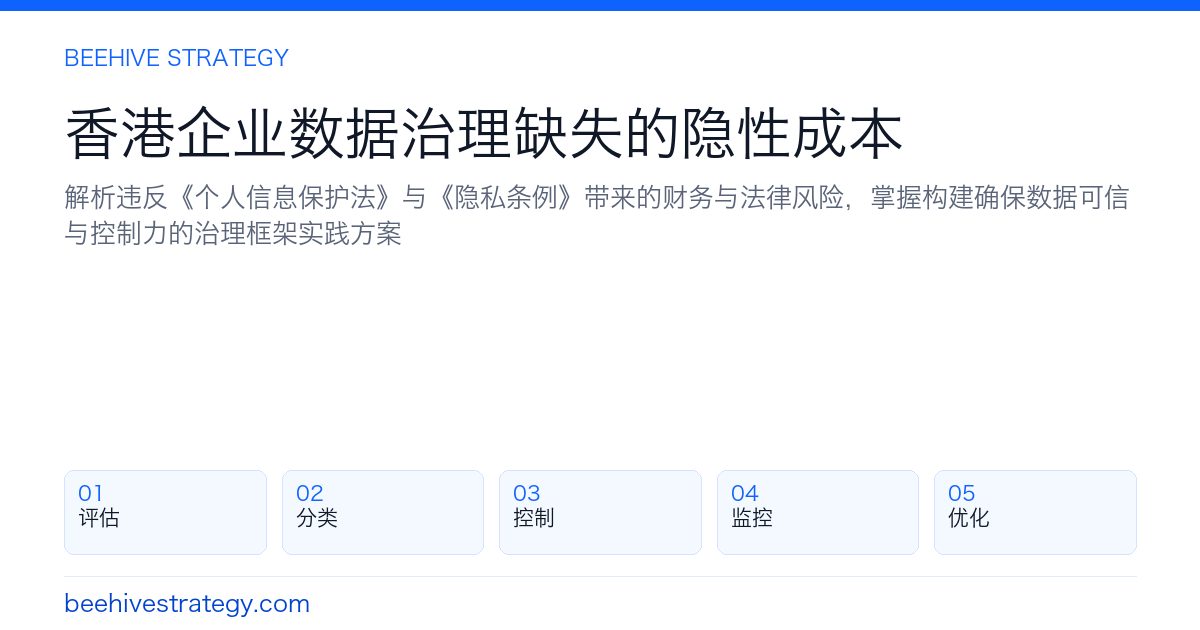 BEEHIVE STRATEGY
香港企业数据治理缺失的隐性成本
解析违反《个人信息保护法》与《隐私条例》带来的财务与法律风险，掌握构建确保数据可信
与控制力的治理框架实践方案
01
评估
02
分类
03
控制
04
监控
05
优化
beehivestrategy.com